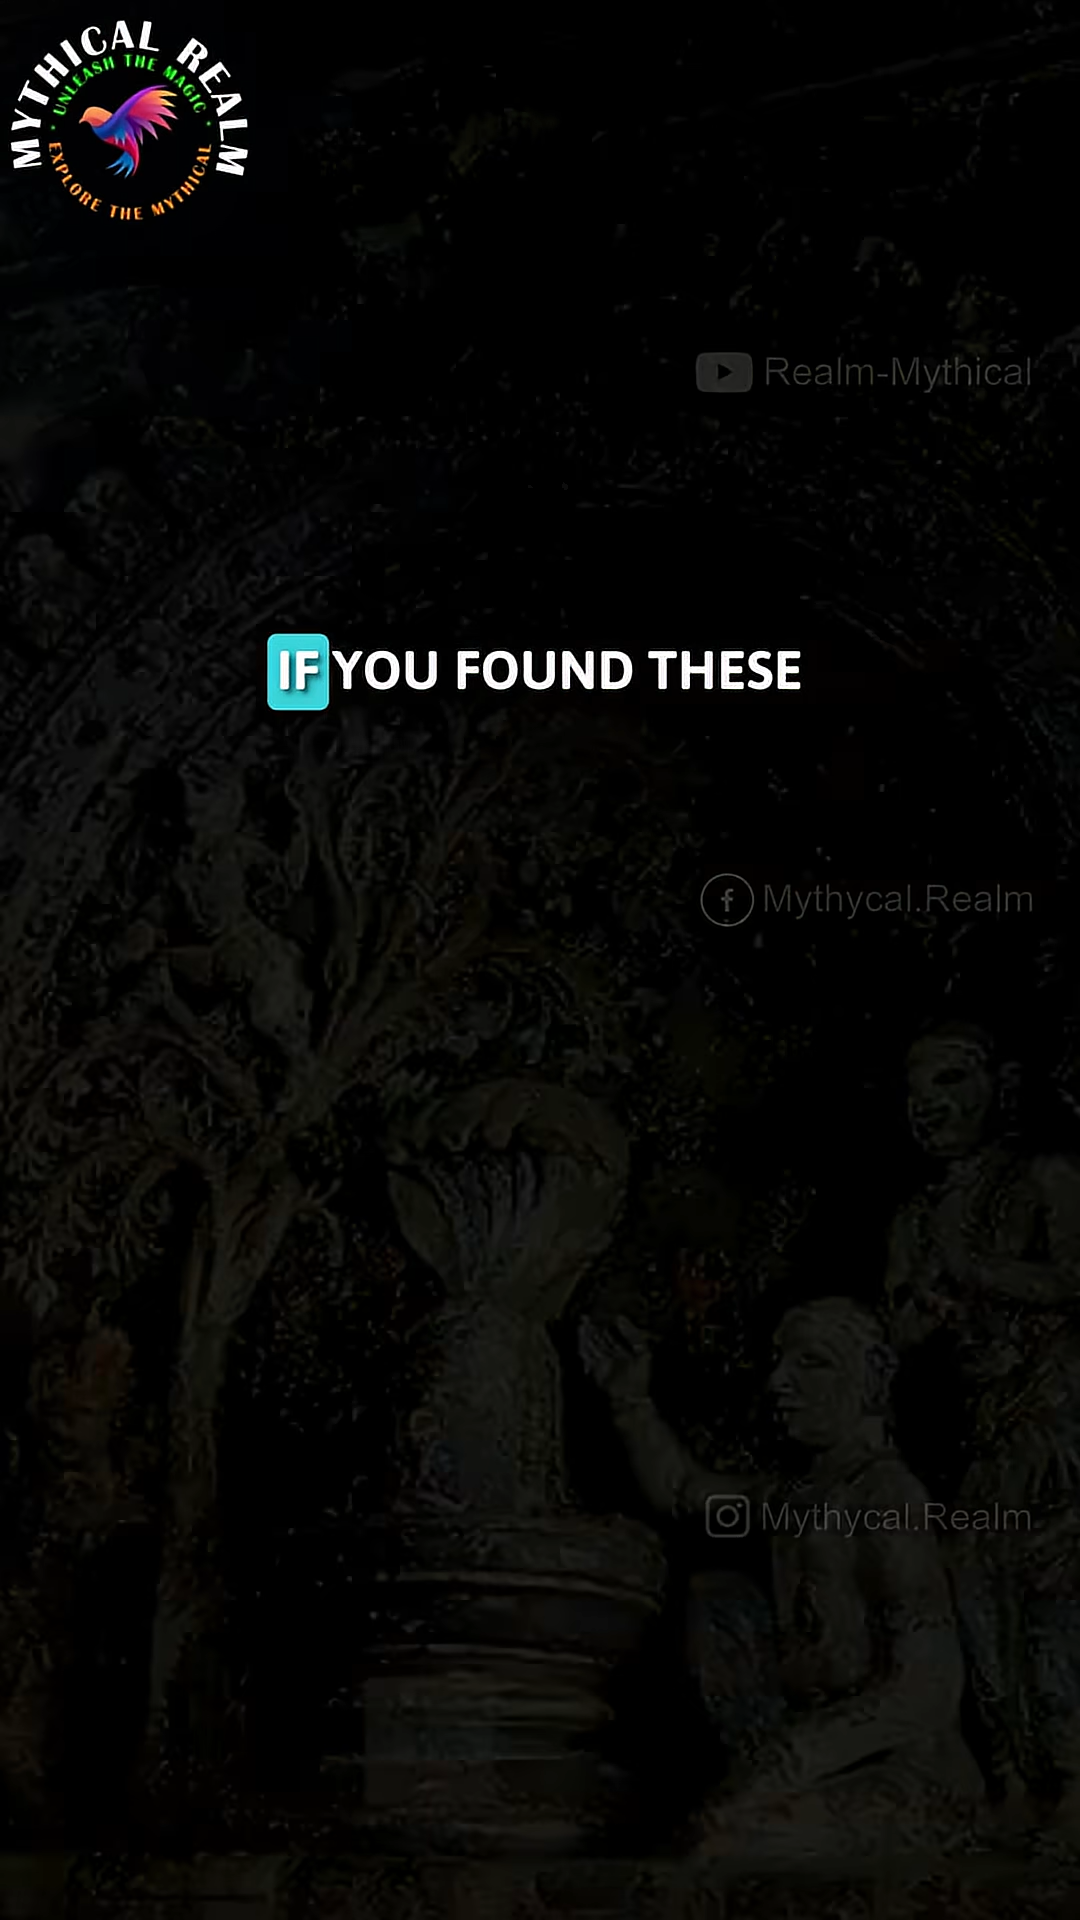 MYTHICAL REALM
UNLEASH THE MAGIC
EXPLORE THE MYTHICAL
Realm-Mythical
IF YOU FOUND THESE
Mythycal.Realm
Mythycal.Realm